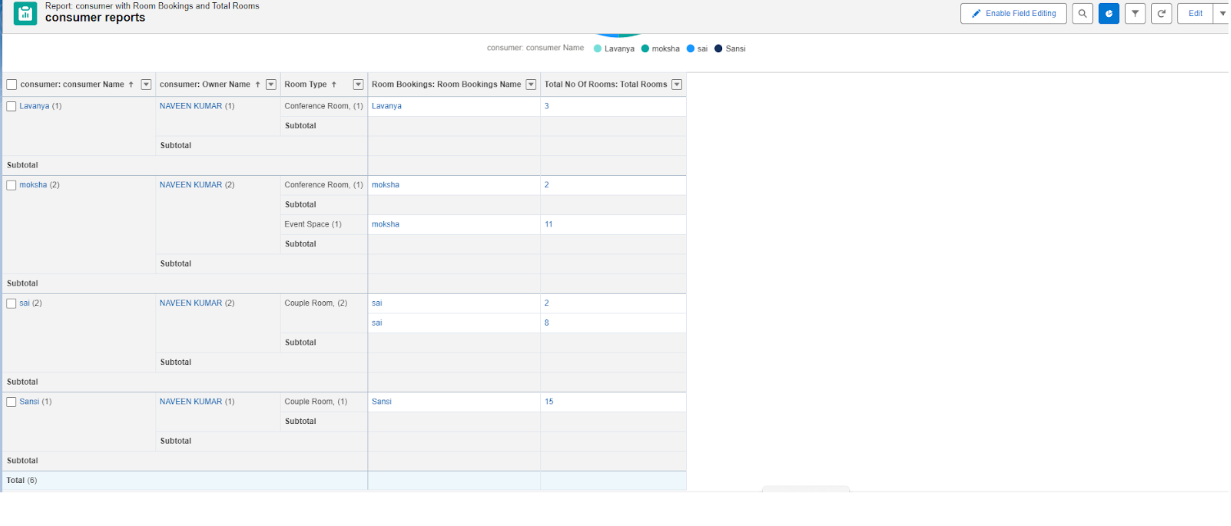 Report: consumer with Room Bookings and Total Rooms
consumer reports
Enable Field Editing
Edit
consumer: consumer Name Lavanya moksha sai Sansi
consumer: consumer Name ↑ consumer: Owner Name ↑ Room Type ↑ Room Bookings: Room Bookings Name Total No Of Rooms: Total Rooms
Lavanya (1) NAVEEN KUMAR (1) Conference Room, (1) Lavanya 3
Subtotal
Subtotal
Subtotal
moksha (2) NAVEEN KUMAR (2) Conference Room, (1) moksha 2
Subtotal
Event Space (1) moksha 11
Subtotal
Subtotal
Subtotal
sai (2) NAVEEN KUMAR (2) Couple Room, (2) sai 2
sai 8
Subtotal
Subtotal
Subtotal
Sansi (1) NAVEEN KUMAR (1) Couple Room, (1) Sansi 15
Subtotal
Subtotal
Subtotal
Total (6)